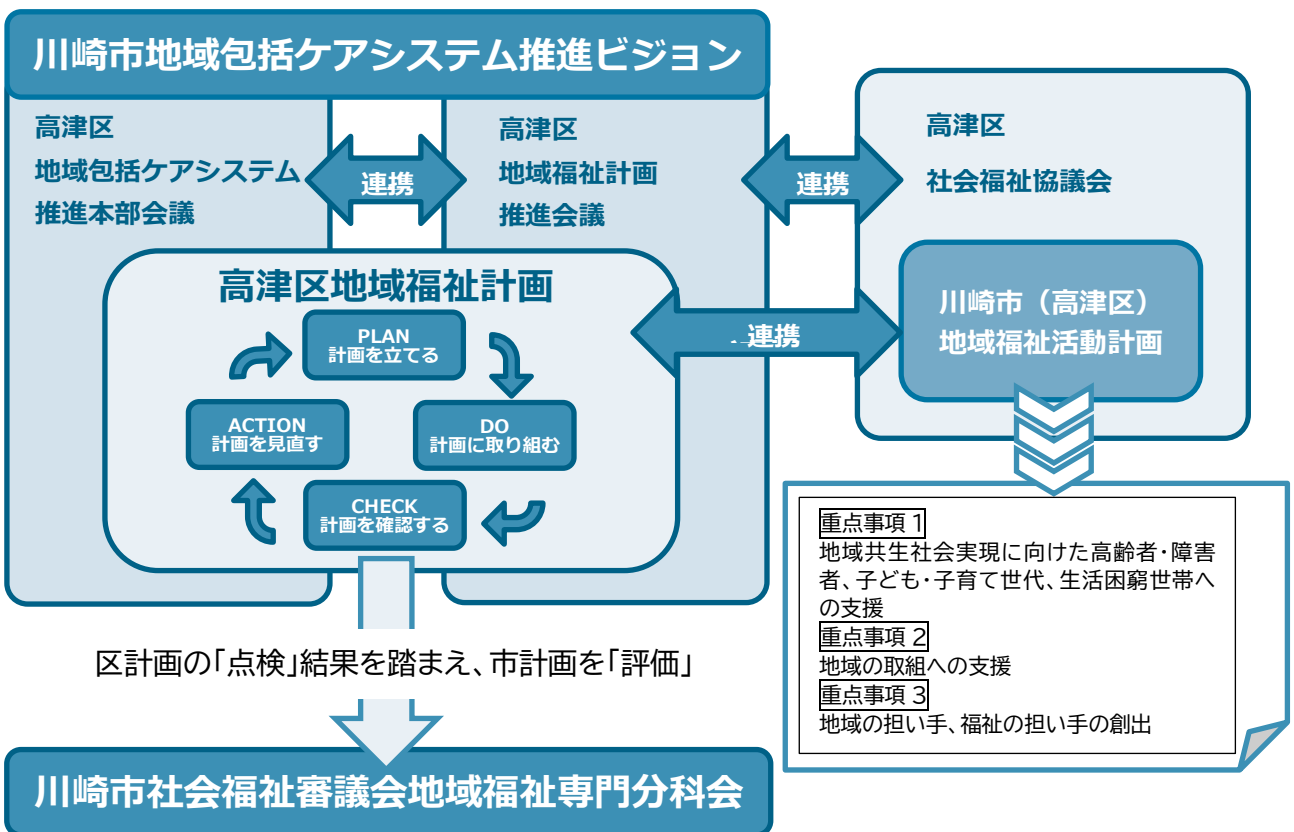 川崎市地域包括ケアシステム推進ビジョン
高津区
地域包括ケアシステム
推進本部会議
連携
高津区
地域福祉計画
推進会議
連携
高津区
社会福祉協議会
高津区地域福祉計画
PLAN
計画を立てる
DO
計画に取り組む
CHECK
計画を確認する
ACTION
計画を見直す
連携
川崎市（高津区）
地域福祉活動計画
重点事項１
地域共生社会実現に向けた高齢者・障害
者、子ども・子育て世代、生活困窮世帯へ
の支援
重点事項２
地域の取組への支援
重点事項３
地域の担い手、福祉の担い手の創出
区計画の「点検」結果を踏まえ、市計画を「評価」
川崎市社会福祉審議会地域福祉専門分科会